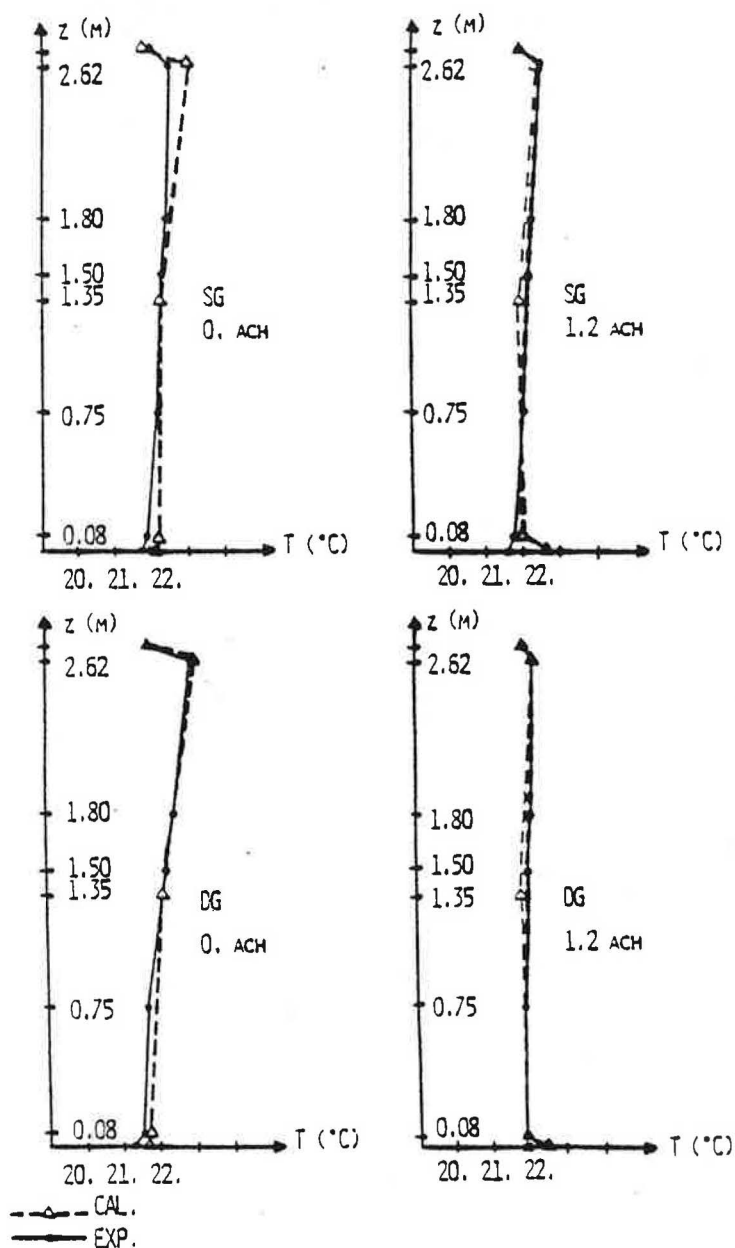 Z (M)
2.62
1.80
1.50
1.35
0.75
0.08
SG
0. ACH
T (°C)
20. 21. 22.
Z (M)
2.62
1.80
1.50
1.35
0.75
0.08
SG
1.2 ACH
T (°C)
20. 21. 22.
Z (M)
2.62
1.80
1.50
1.35
0.75
0.08
DG
0. ACH
T (°C)
20. 21. 22.
Z (M)
2.62
1.80
1.50
1.35
0.75
0.08
DG
1.2 ACH
T (°C)
20. 21. 22.
CAL.
EXP.